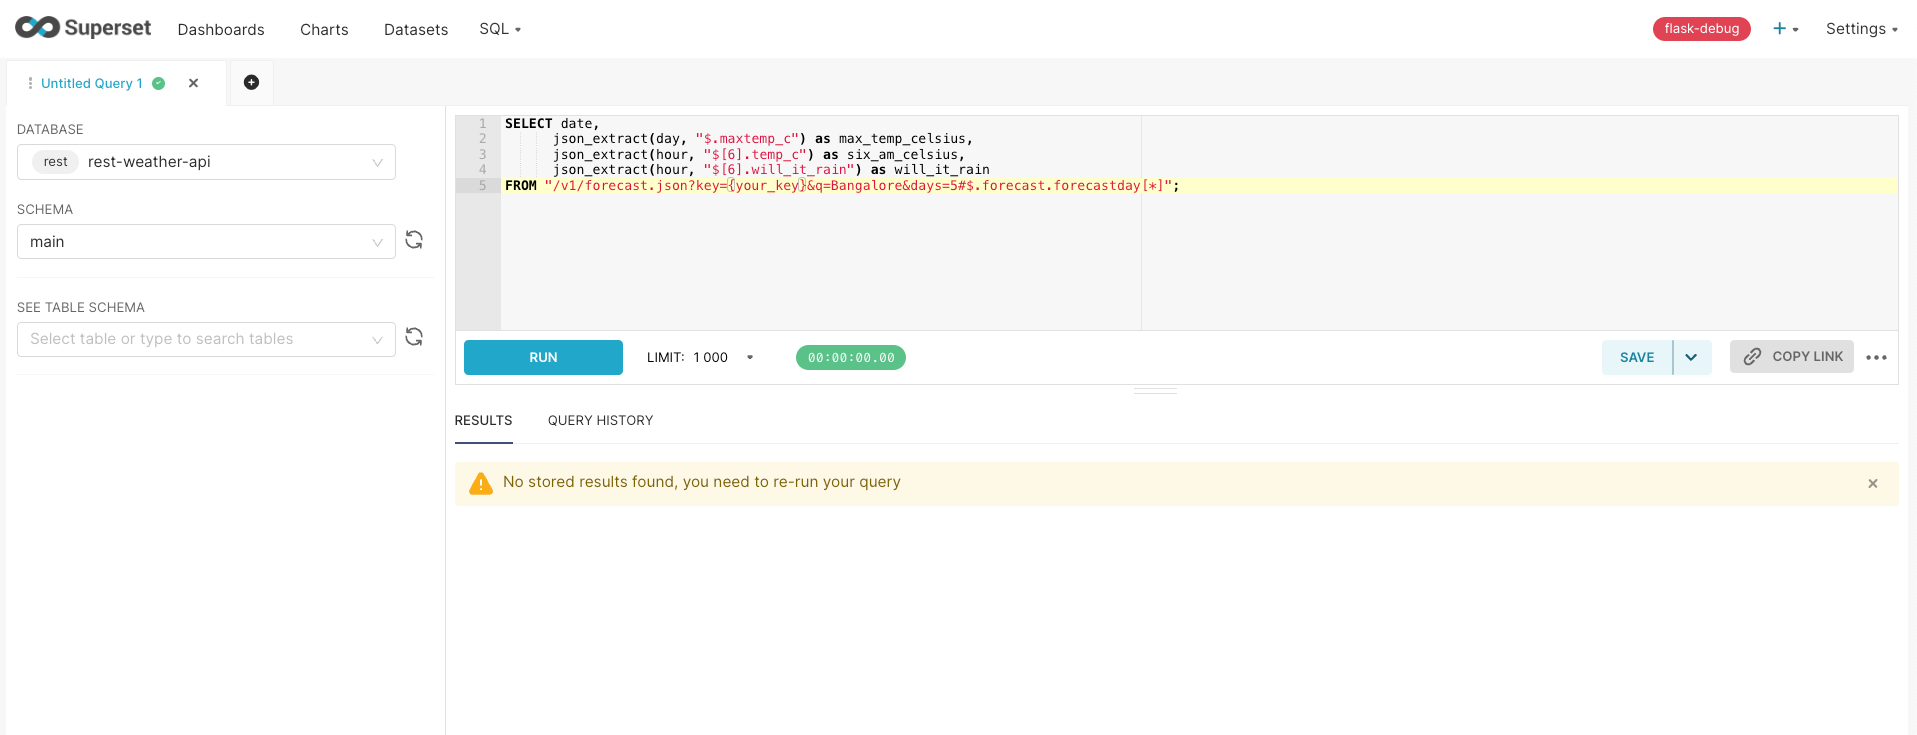 Superset Dashboards Charts Datasets SQL flask-debug + Settings
Untitled Query 1
DATABASE
rest rest-weather-api
SCHEMA
main
SEE TABLE SCHEMA
Select table or type to search tables
1 SELECT date,
2 json_extract(day, "$.maxtemp_c") as max_temp_celsius,
3 json_extract(hour, "$[6].temp_c") as six_am_celsius,
4 json_extract(hour, "$[6].will_it_rain") as will_it_rain
5 FROM "/v1/forecast.json?key={your_key}&q=Bangalore&days=5#$.forecast.forecastday[*]";
RUN LIMIT: 1 000 00:00:00.00 SAVE COPY LINK
RESULTS QUERY HISTORY
No stored results found, you need to re-run your query